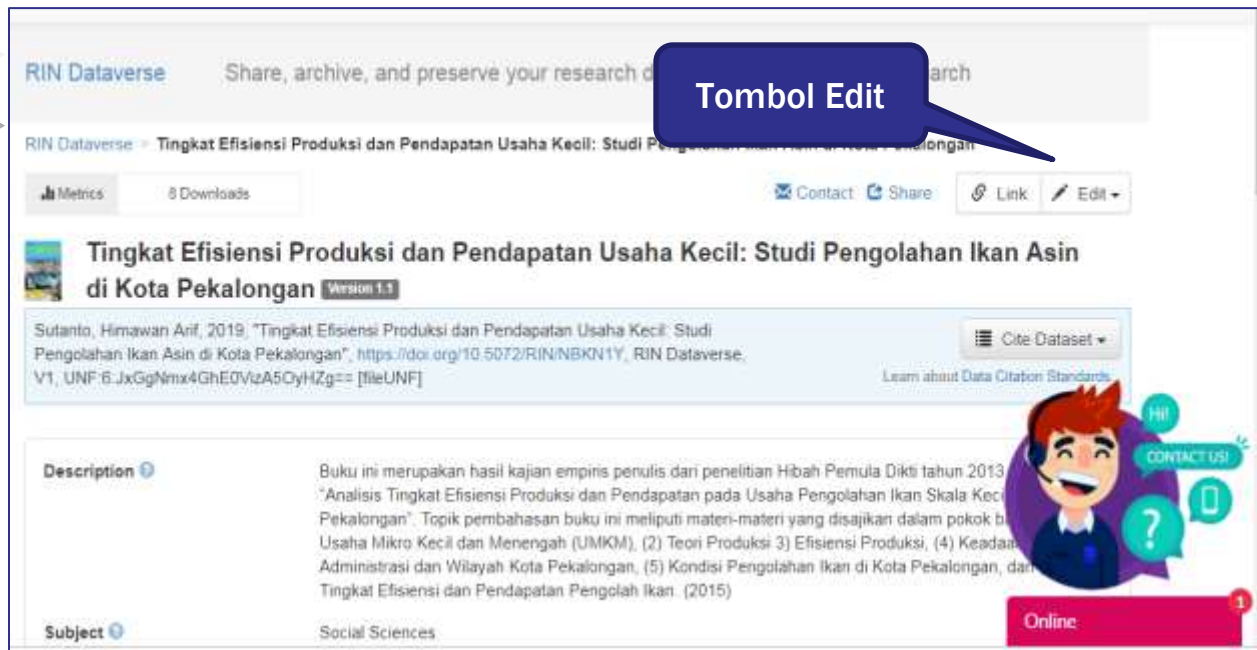 RIN Dataverse Share, archive, and preserve your research d arch
Tombol Edit
RIN Dataverse > Tingkat Efisiensi Produksi dan Pendapatan Usaha Kecil: Studi Pengolahan Ikan Asin di Kota Pekalongan
Metrics 8 Downloads Contact Share Link Edit
Tingkat Efisiensi Produksi dan Pendapatan Usaha Kecil: Studi Pengolahan Ikan Asin
di Kota Pekalongan Version 1.1
Sutanto, Himawan Arif, 2019, "Tingkat Efisiensi Produksi dan Pendapatan Usaha Kecil: Studi
Pengolahan Ikan Asin di Kota Pekalongan", https://doi.org/10.5072/RIN/NBKN1Y, RIN Dataverse,
V1, UNF:6:JxGgNmx4GhE0VizA5OyHZg== [fileUNF]
Cite Dataset
Learn about Data Citation Standards.
Hi!
CONTACT US!
?
Description Buku ini merupakan hasil kajian empiris penulis dari penelitian Hibah Pemula Dikti tahun 2013
"Analisis Tingkat Efisiensi Produksi dan Pendapatan pada Usaha Pengolahan Ikan Skala Kec
Pekalongan". Topik pembahasan buku ini meliputi materi-materi yang disajikan dalam pokok b
Usaha Mikro Kecil dan Menengah (UMKM), (2) Teori Produksi 3) Efisiensi Produksi, (4) Keadaa
Administrasi dan Wilayah Kota Pekalongan, (5) Kondisi Pengolahan Ikan di Kota Pekalongan, dan
Tingkat Efisiensi dan Pendapatan Pengolah Ikan. (2015)
Subject Social Sciences
Online 1